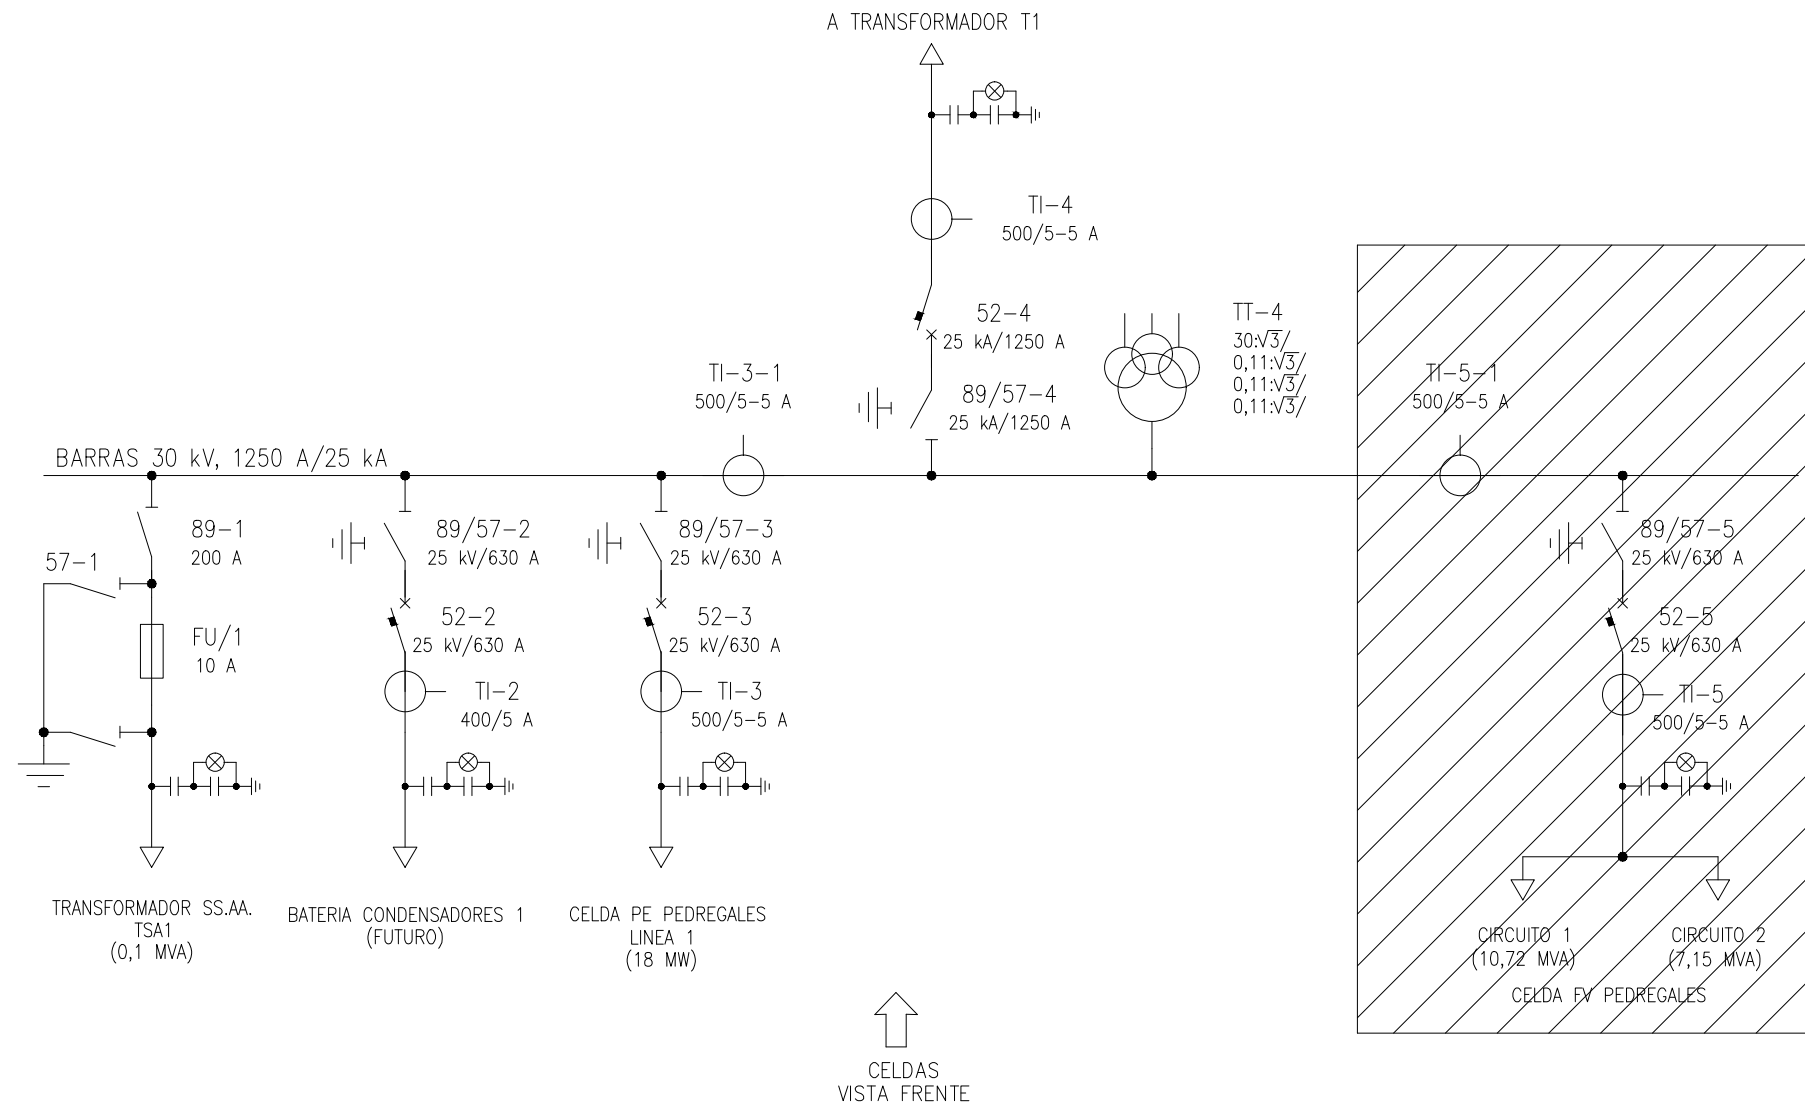 A TRANSFORMADOR T1
TI-4
500/5-5 A
52-4
25 kA/1250 A
89/57-4
25 kA/1250 A
TT-4
30:√3/
0,11:√3/
0,11:√3/
0,11:√3/
TI-3-1
500/5-5 A
TI-5-1
500/5-5 A
BARRAS 30 kV, 1250 A/25 kA
89-1
200 A
57-1
FU/1
10 A
89/57-2
25 kV/630 A
52-2
25 kV/630 A
TI-2
400/5 A
89/57-3
25 kV/630 A
52-3
25 kV/630 A
TI-3
500/5-5 A
89/57-5
25 kV/630 A
52-5
25 kV/630 A
TI-5
500/5-5 A
TRANSFORMADOR SS.AA.
TSA1
(0,1 MVA)
BATERIA CONDENSADORES 1
(FUTURO)
CELDA PE PEDREGALES
LINEA 1
(18 MW)
CIRCUITO 1
(10,72 MVA)
CIRCUITO 2
(7,15 MVA)
CELDA FV PEDREGALES
CELDAS
VISTA FRENTE